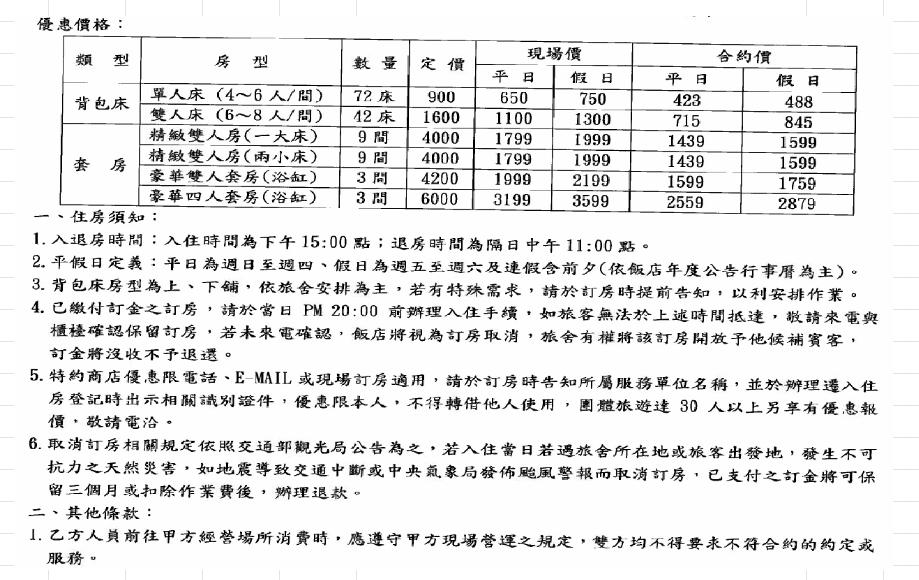 優惠價格：
類 型 房 型 數 量 定 價 現場價 合約價
平 日 假 日 平 日 假 日
背包床 單人床 (4～6 人/間) 72 床 900 650 750 423 488
雙人床 (6～8 人/間) 42 床 1600 1100 1300 715 845
套 房 精緻雙人房(一大床) 9 間 4000 1799 1999 1439 1599
精緻雙人房(兩小床) 9 間 4000 1799 1999 1439 1599
豪華雙人套房(浴缸) 3 間 4200 1999 2199 1599 1759
豪華四人套房(浴缸) 3 間 6000 3199 3599 2559 2879
一、住房須知：
1. 入退房時間：入住時間為下午 15:00 點；退房時間為隔日中午 11:00 點。
2. 平假日定義：平日為週日至週四、假日為週五至週六及連假含前夕(依飯店年度公告行事曆為主)。
3. 背包床房型為上、下舖，依旅舍安排為主，若有特殊需求，請於訂房時提前告知，以利安排作業。
4. 已繳付訂金之訂房，請於當日 PM 20:00 前辦理入住手續，如旅客無法於上述時間抵達，敬請來電與
櫃檯確認保留訂房，若未來電確認，飯店將視為訂房取消，旅舍有權將該訂房開放予他候補賓客，
訂金將沒收不予退還。
5. 特約商店優惠限電話、E-MAIL 或現場訂房適用，請於訂房時告知所屬服務單位名稱，並於辦理遷入住
房登記時出示相關識別證件，優惠限本人，不得轉借他人使用，團體旅遊達 30 人以上另享有優惠報
價，敬請電洽。
6. 取消訂房相關規定依照交通部觀光局公告為之，若入住當日若遇旅舍所在地或旅客出發地，發生不可
抗力之天然災害，如地震導致交通中斷或中央氣象局發佈颱風警報而取消訂房，已支付之訂金將可保
留三個月或扣除作業費後，辦理退款。
二、其他條款：
1. 乙方人員前往甲方經營場所消費時，應遵守甲方現場營運之規定，雙方均不得要求不符合約的約定或
服務。